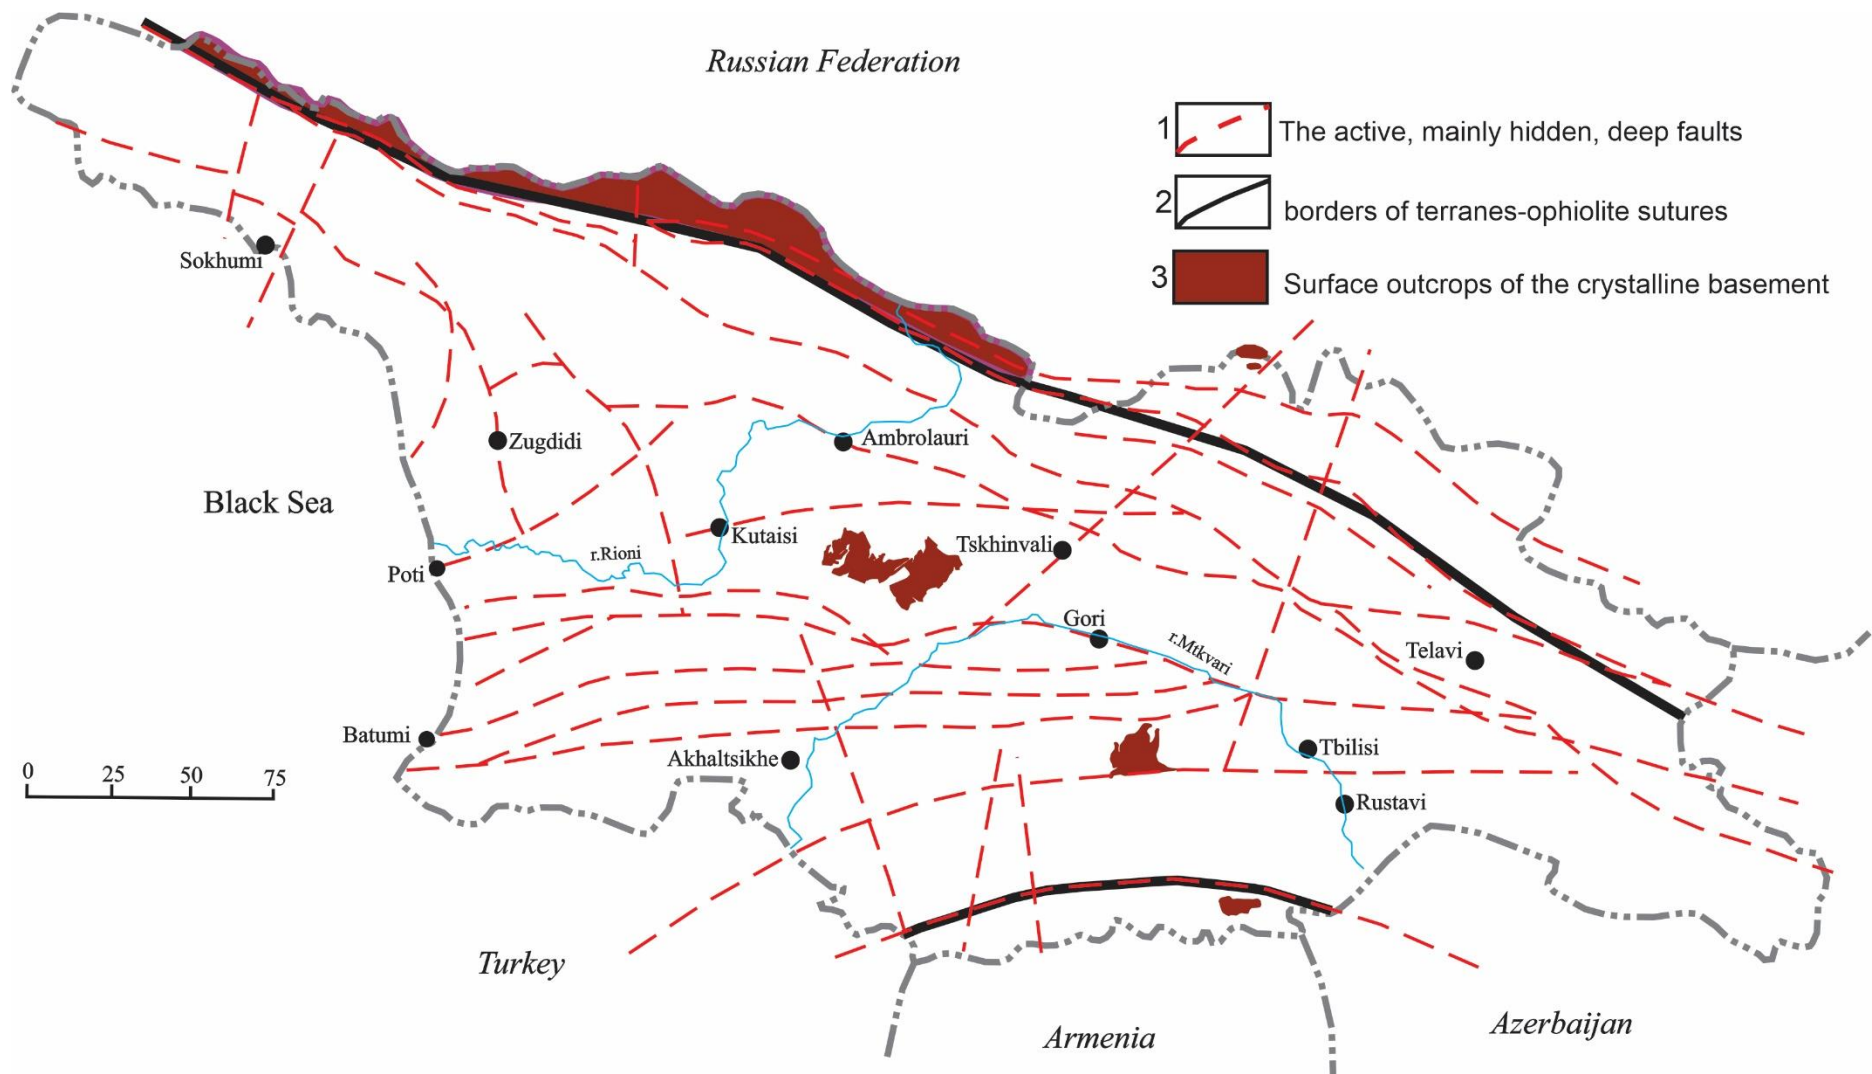 Russian Federation
1
The active, mainly hidden, deep faults
2
borders of terranes-ophiolite sutures
3
Surface outcrops of the crystalline basement
Sokhumi
Zugdidi
Ambrolauri
Black Sea
Kutaisi
Tskhinvali
r.Rioni
Poti
Gori
r.Mtkvari
Telavi
Batumi
Akhaltsikhe
Tbilisi
0 25 50 75
Rustavi
Turkey
Armenia
Azerbaijan